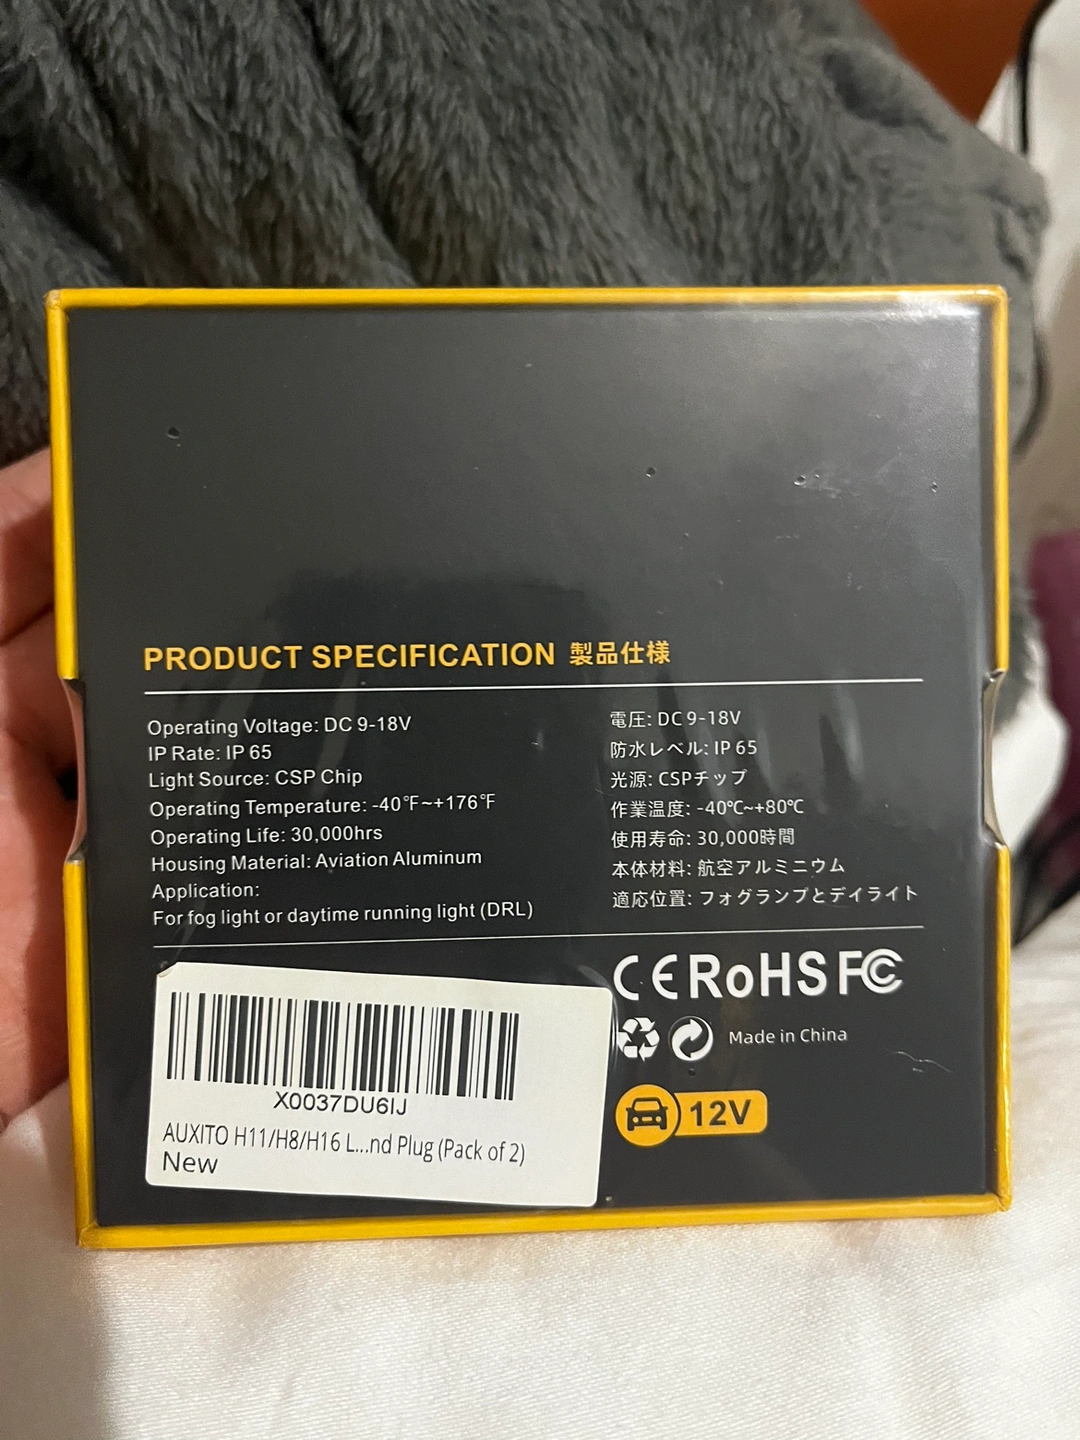 PRODUCT SPECIFICATION 製品仕様
Operating Voltage: DC 9-18V
IP Rate: IP 65
Light Source: CSP Chip
Operating Temperature: -40℉~+176℉
Operating Life: 30,000hrs
Housing Material: Aviation Aluminum
Application:
For fog light or daytime running light (DRL)
電圧: DC 9-18V
防水レベル: IP 65
光源: CSPチップ
作業温度: -40℃~+80℃
使用寿命: 30,000時間
本体材料: 航空アルミニウム
適応位置: フォグランプとデイライト
CE RoHS FC
Made in China
12V
X0037DU6IJ
AUXITO H11/H8/H16 L...nd Plug (Pack of 2)
New